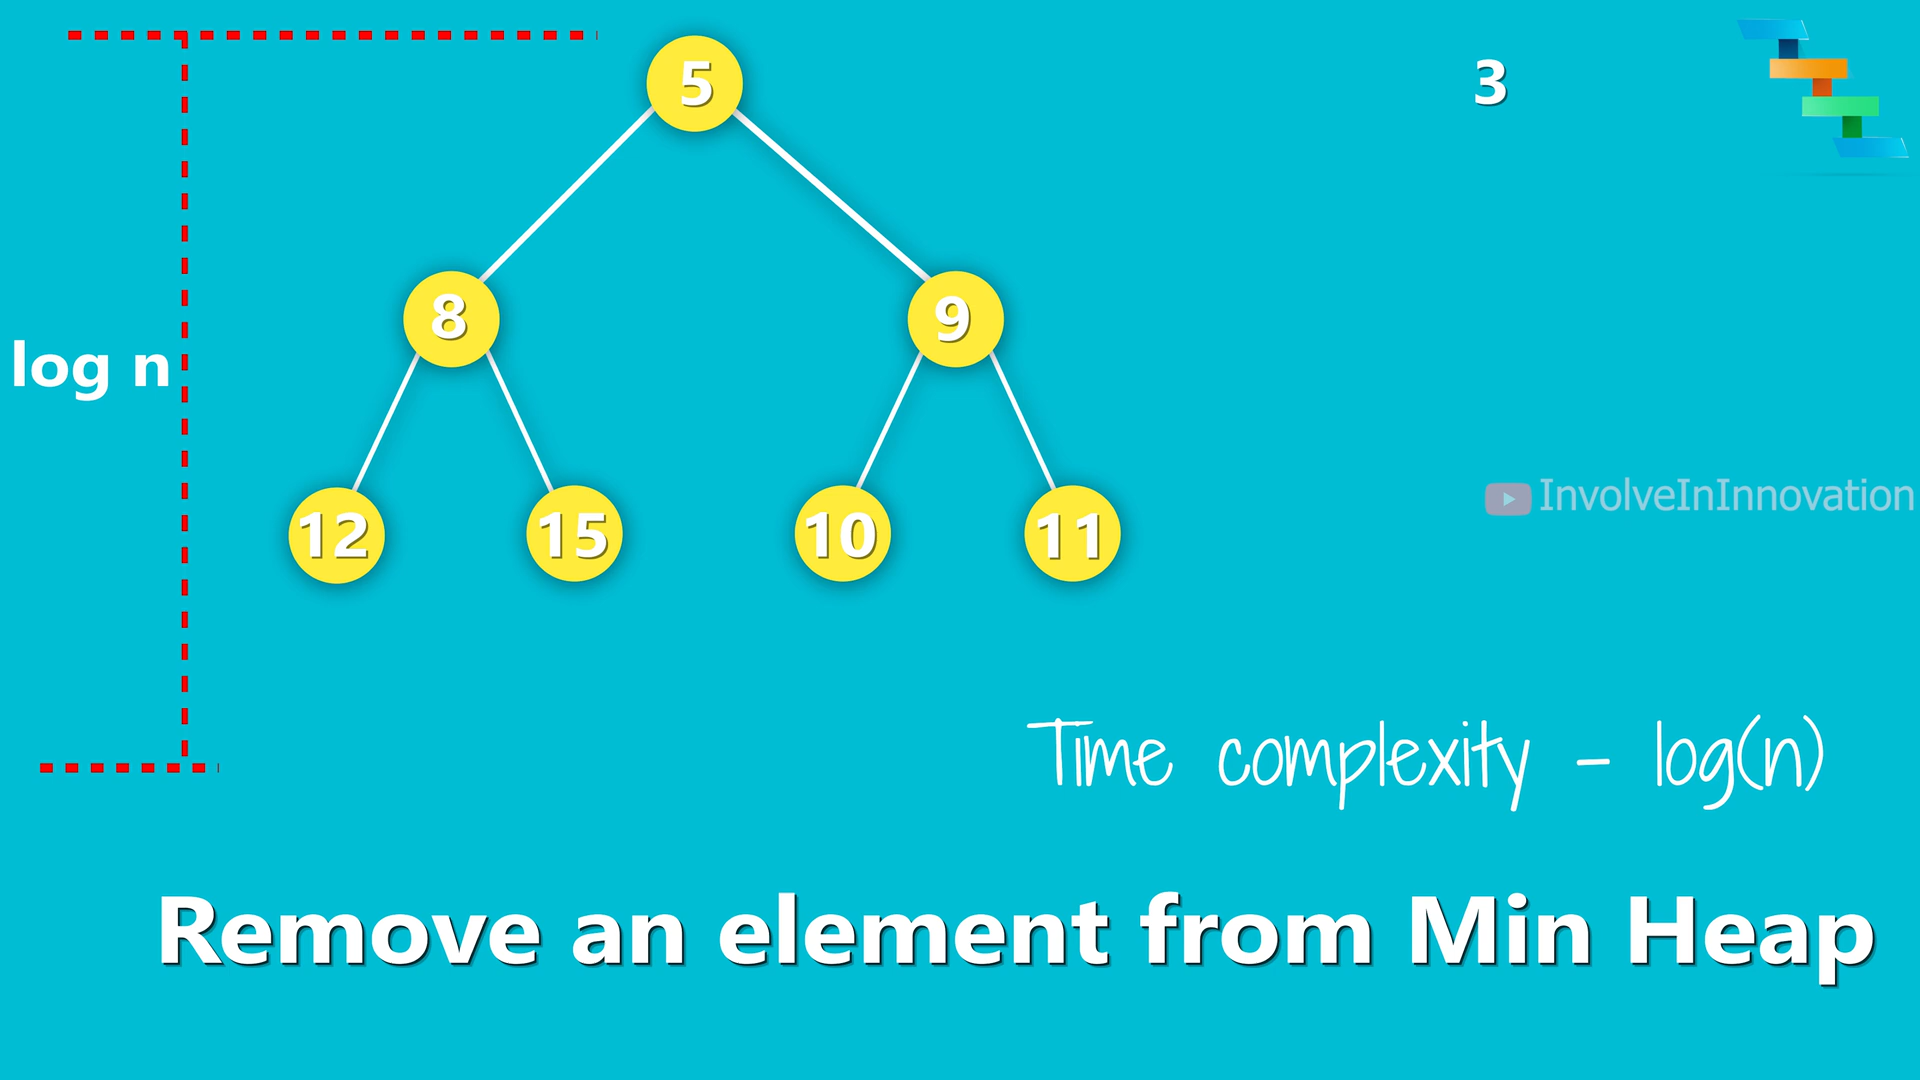 5
3
8
9
log n
12
15
10
11
InvolveInInnovation
Time complexity - log(n)
Remove an element from Min Heap